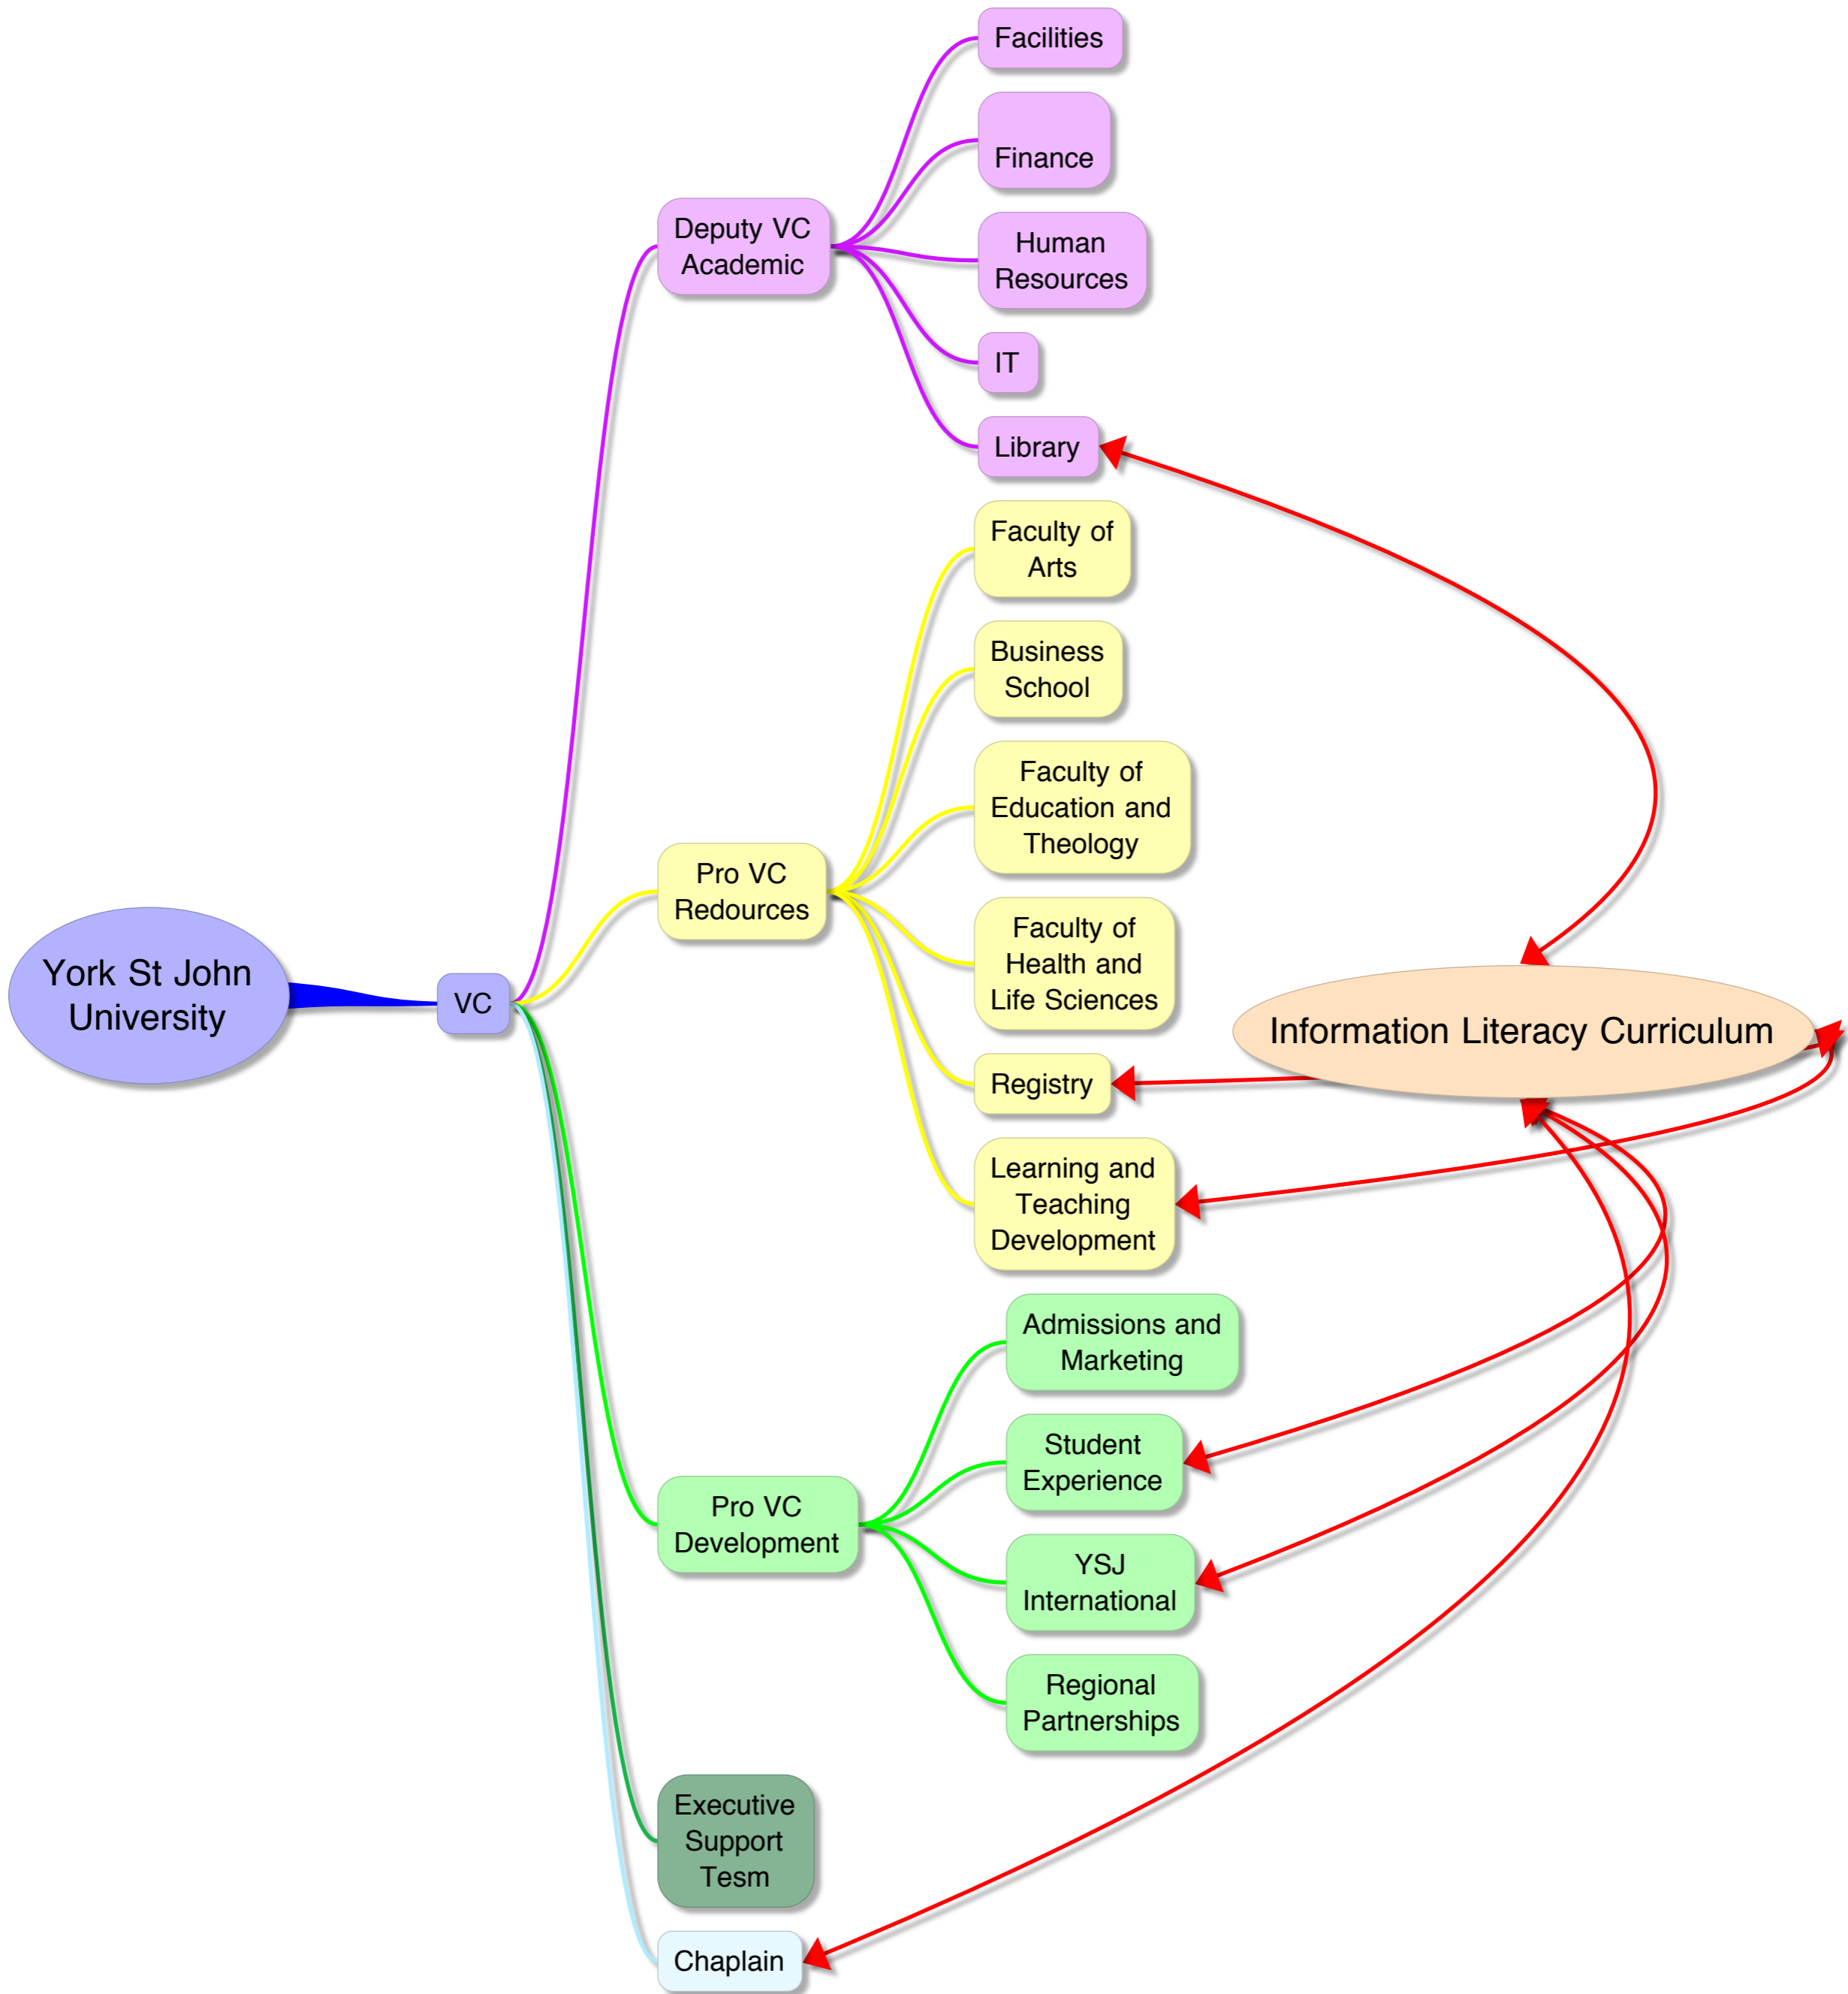 Facilities
Finance
Deputy VC
Academic
Human
Resources
IT
Library
Faculty of
Arts
Business
School
Faculty of
Education and
Theology
Pro VC
Redources
Faculty of
Health and
Life Sciences
York St John
University
VC
Information Literacy Curriculum
Registry
Learning and
Teaching
Development
Admissions and
Marketing
Student
Experience
Pro VC
Development
YSJ
International
Regional
Partnerships
Executive
Support
Tesm
Chaplain